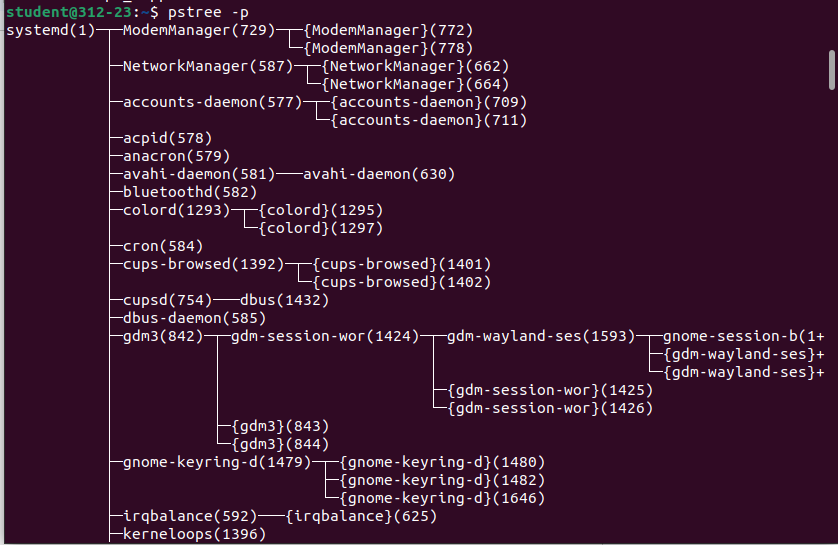 student@312-23:~$ pstree -p
systemd(1)─┬─ModemManager(729)─┬─{ModemManager}(772)
           │                   └─{ModemManager}(778)
           ├─NetworkManager(587)─┬─{NetworkManager}(662)
           │                     └─{NetworkManager}(664)
           ├─accounts-daemon(577)─┬─{accounts-daemon}(709)
           │                      └─{accounts-daemon}(711)
           ├─acpid(578)
           ├─anacron(579)
           ├─avahi-daemon(581)───avahi-daemon(630)
           ├─bluetoothd(582)
           ├─colord(1293)─┬─{colord}(1295)
           │              └─{colord}(1297)
           ├─cron(584)
           ├─cups-browsed(1392)─┬─{cups-browsed}(1401)
           │                    └─{cups-browsed}(1402)
           ├─cupsd(754)───dbus(1432)
           ├─dbus-daemon(585)
           ├─gdm3(842)─┬─gdm-session-wor(1424)─┬─gdm-wayland-ses(1593)─┬─gnome-session-b(1+
           │           │                       │                       ├─{gdm-wayland-ses}+
           │           │                       │                       └─{gdm-wayland-ses}+
           │           │                       ├─{gdm-session-wor}(1425)
           │           │                       └─{gdm-session-wor}(1426)
           │           ├─{gdm3}(843)
           │           └─{gdm3}(844)
           ├─gnome-keyring-d(1479)─┬─{gnome-keyring-d}(1480)
           │                       ├─{gnome-keyring-d}(1482)
           │                       └─{gnome-keyring-d}(1646)
           ├─irqbalance(592)───{irqbalance}(625)
           ├─kerneloops(1396)